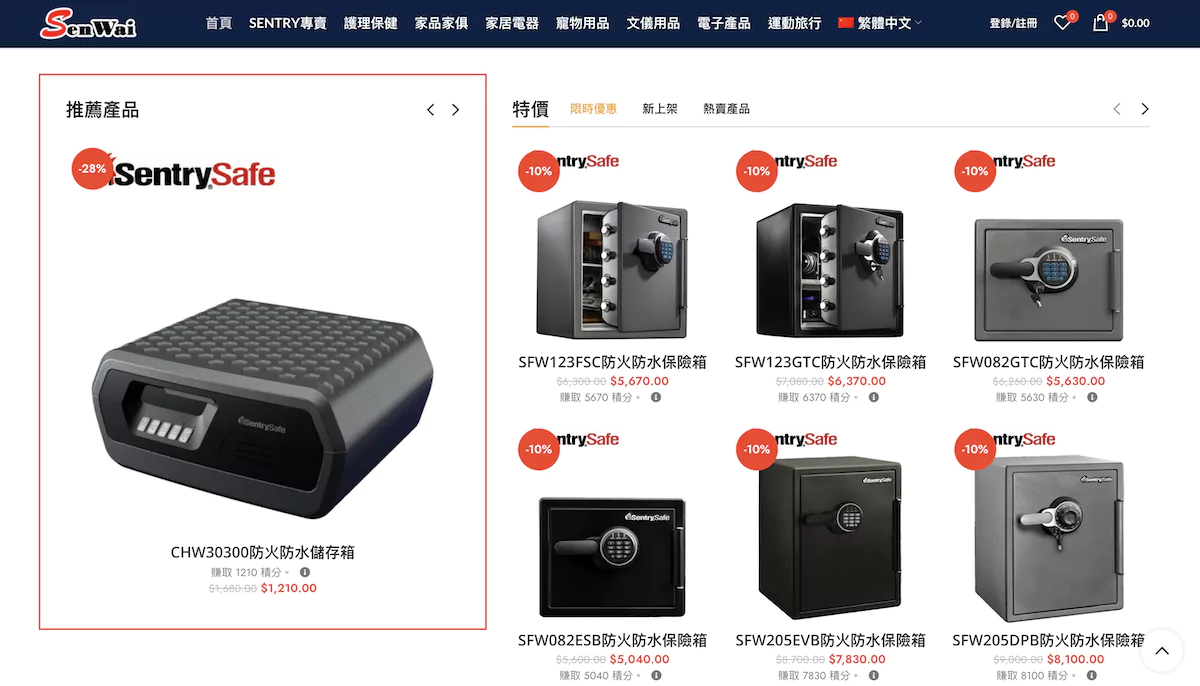 SenWai
首頁 SENTRY專賣 護理保健 家品家俱 家居電器 寵物用品 文儀用品 電子產品 運動旅行 繁體中文
登錄/註冊 0 0 $0.00
推薦產品
-28%
SentrySafe
SentrySafe
CHW30300防火防水儲存箱
賺取 1210 積分。
$1,680.00 $1,210.00
特價 限時優惠 新上架 熱賣產品
-10% ntrySafe
SFW123FSC防火防水保險箱
$6,300.00 $5,670.00
賺取 5670 積分。
-10% ntrySafe
SFW123GTC防火防水保險箱
$7,080.00 $6,370.00
賺取 6370 積分。
-10% ntrySafe
SentrySafe
SFW082GTC防火防水保險箱
$6,260.00 $5,630.00
賺取 5630 積分。
-10% ntrySafe
SentrySafe
SFW082ESB防火防水保險箱
$5,600.00 $5,040.00
賺取 5040 積分。
-10% ntrySafe
SentrySafe
SFW205EVB防火防水保險箱
$8,700.00 $7,830.00
賺取 7830 積分。
-10% ntrySafe
SentrySafe
SFW205DPB防火防水保險箱
$9,000.00 $8,100.00
賺取 8100 積分。